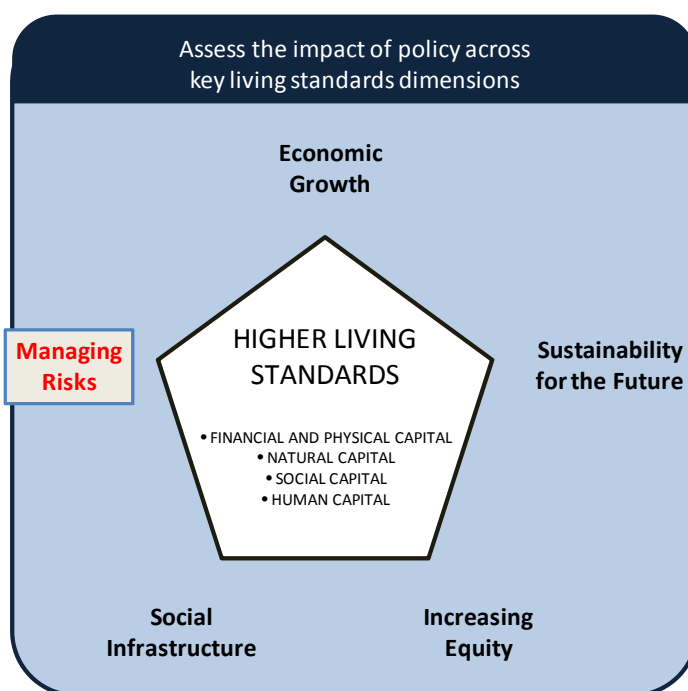 Assess the impact of policy across
key living standards dimensions
Economic
Growth
Managing
Risks
HIGHER LIVING
STANDARDS
Sustainability
for the Future
• FINANCIAL AND PHYSICAL CAPITAL
• NATURAL CAPITAL
• SOCIAL CAPITAL
• HUMAN CAPITAL
Social
Infrastructure
Increasing
Equity